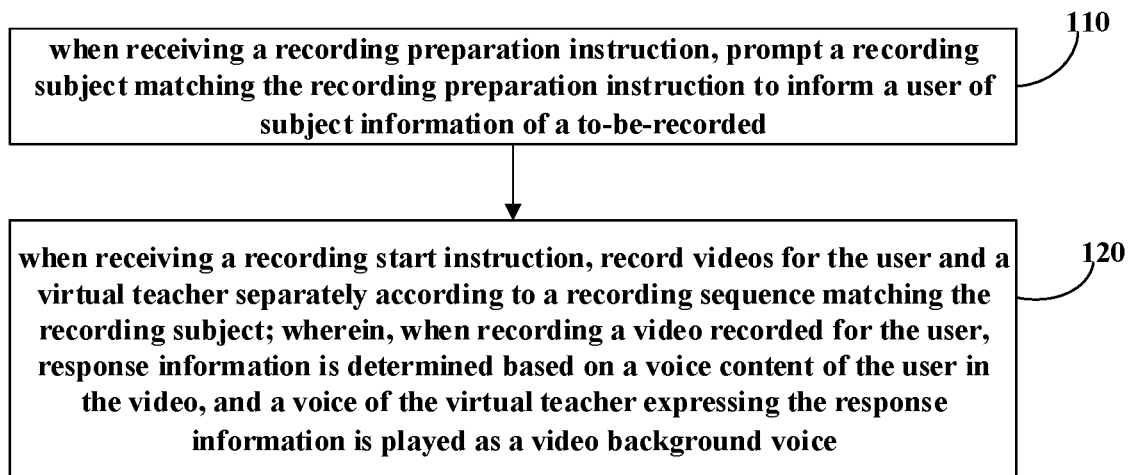 110
when receiving a recording preparation instruction, prompt a recording
subject matching the recording preparation instruction to inform a user of
subject information of a to-be-recorded
120
when receiving a recording start instruction, record videos for the user and a
virtual teacher separately according to a recording sequence matching the
recording subject; wherein, when recording a video recorded for the user,
response information is determined based on a voice content of the user in
the video, and a voice of the virtual teacher expressing the response
information is played as a video background voice